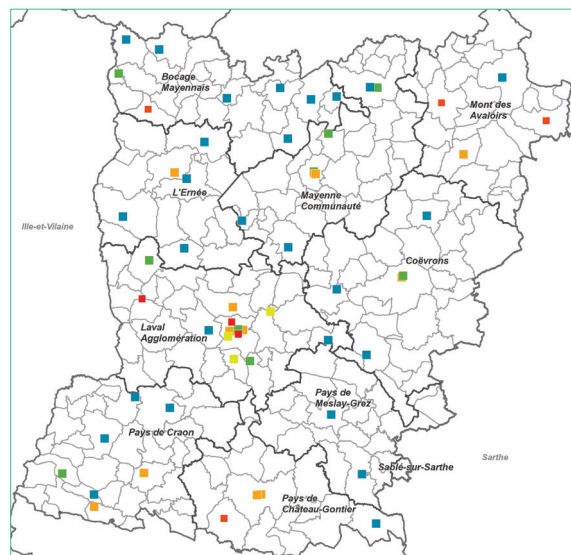 Bocage
Mayennais
Mont des
Avaloirs
L'Ernée
Mayenne
Communauté
Ille-et-Vilaine
Coëvrons
Laval
Agglomération
Pays de
Meslay-Grez
Pays de Craon
Sablé-sur-Sarthe
Sarthe
Pays de
Château-Gontier